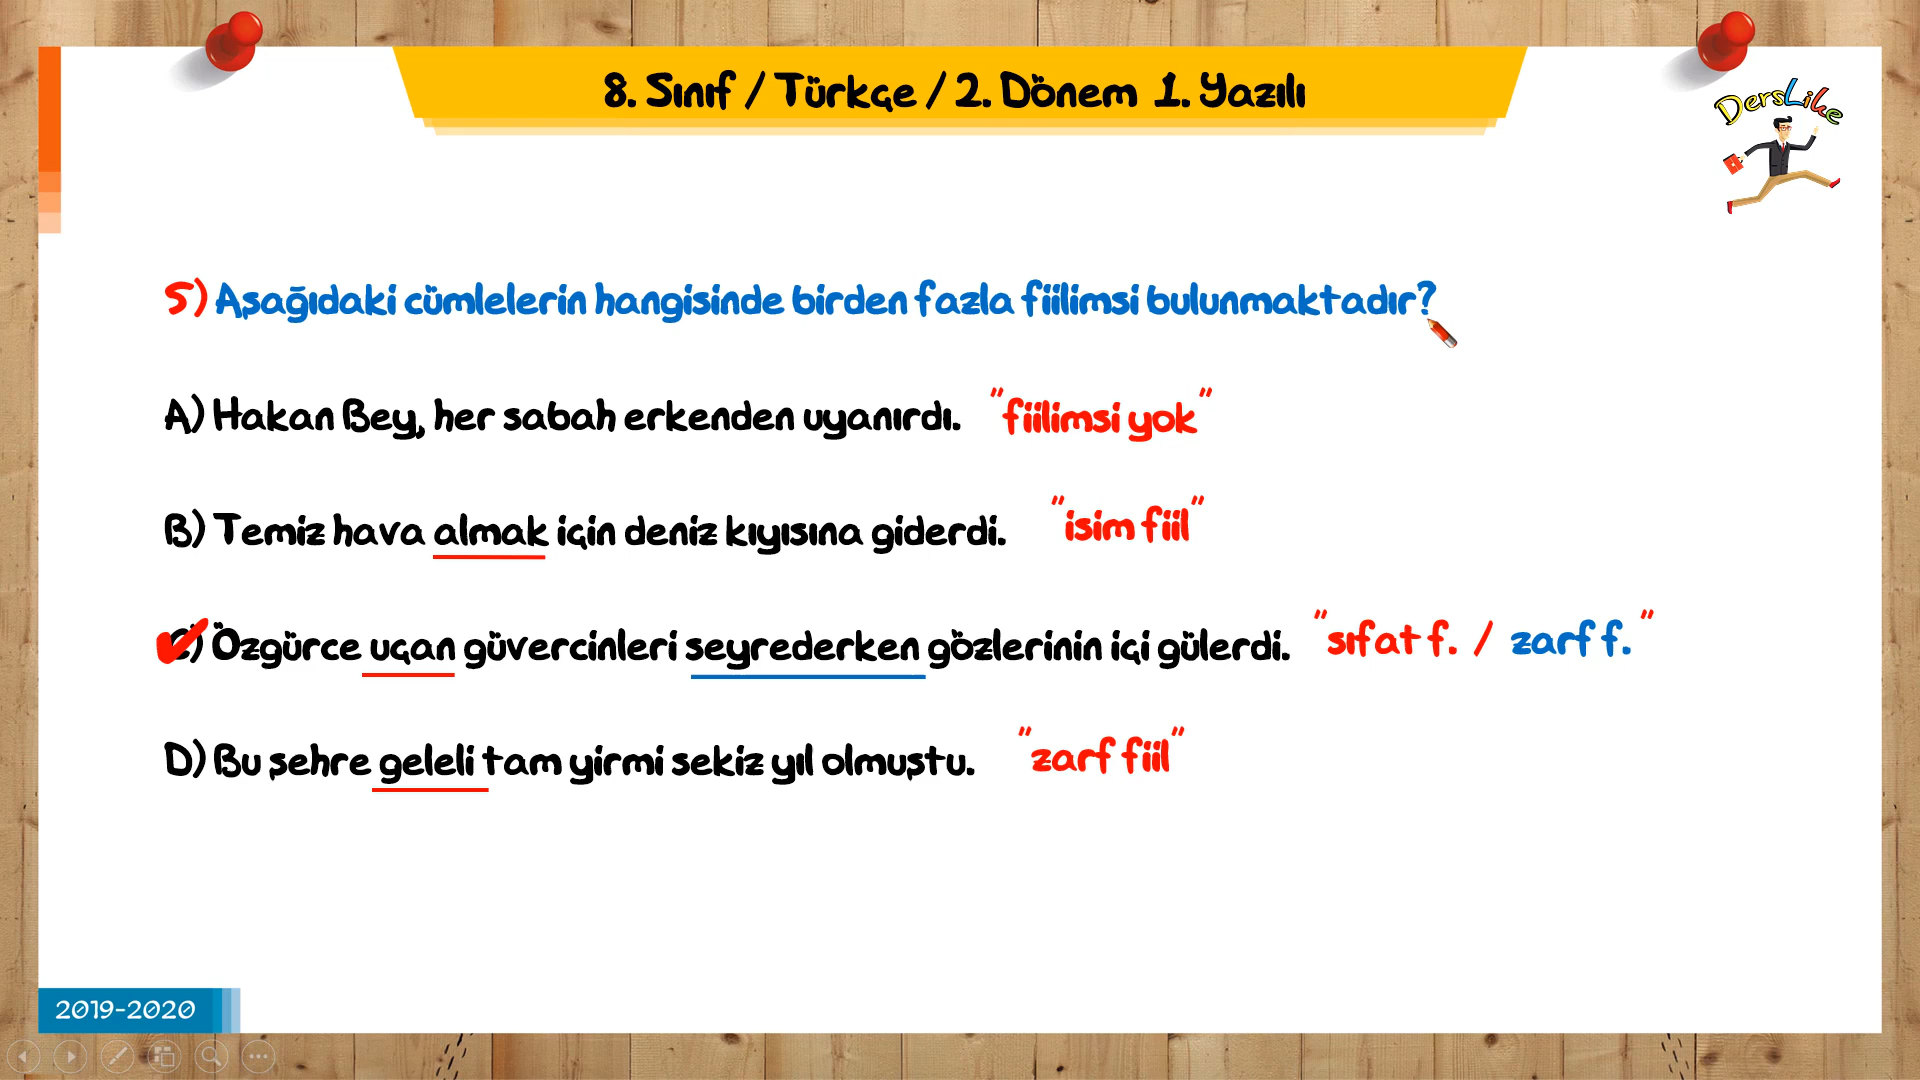 8. Sınıf / Türkçe / 2. Dönem 1. Yazılı
DersLike
5) Aşağıdaki cümlelerin hangisinde birden fazla fiilimsi bulunmaktadır?
A) Hakan Bey, her sabah erkenden uyanırdı. "fiilimsi yok"
B) Temiz hava almak için deniz kıyısına giderdi. "isim fiil"
C) Özgürce uçan güvercinleri seyrederken gözlerinin içi gülerdi. "sıfat f. / zarf f."
D) Bu şehre geleli tam yirmi sekiz yıl olmuştu. "zarf fiil"
2019-2020